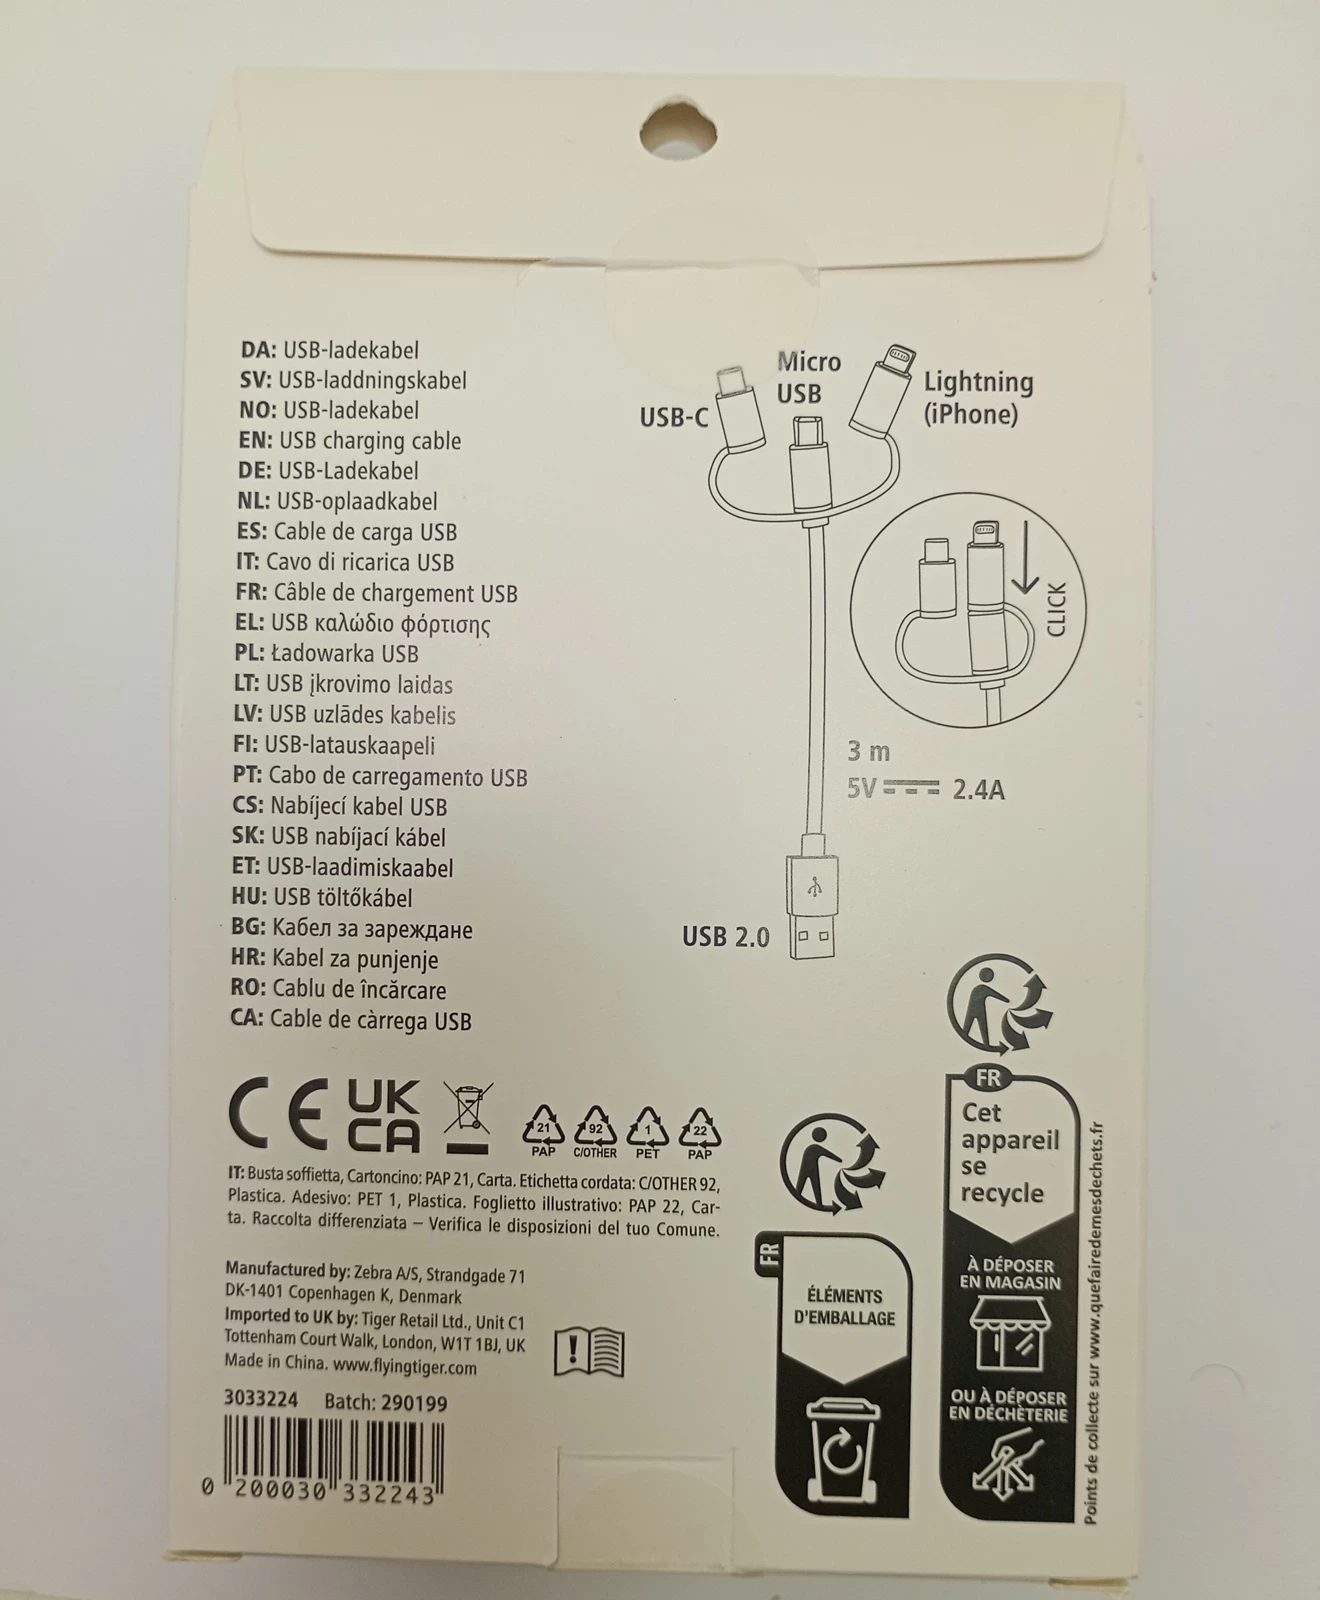 DA: USB-ladekabel
SV: USB-laddningskabel
NO: USB-ladekabel
EN: USB charging cable
DE: USB-Ladekabel
NL: USB-oplaadkabel
ES: Cable de carga USB
IT: Cavo di ricarica USB
FR: Câble de chargement USB
EL: USB καλώδιο φόρτισης
PL: Ładowarka USB
LT: USB įkrovimo laidas
LV: USB uzlādes kabelis
FI: USB-latauskaapeli
PT: Cabo de carregamento USB
CS: Nabíjecí kabel USB
SK: USB nabíjací kábel
ET: USB-laadimiskaabel
HU: USB töltőkábel
BG: Кабел за зареждане
HR: Kabel za punjenje
RO: Cablu de încărcare
CA: Cable de càrrega USB
USB-C
Micro
USB
Lightning
(iPhone)
CLICK
3 m
5V 2.4A
USB 2.0
CE
UK
CA
21
PAP
92
C/OTHER
1
PET
22
PAP
IT: Busta soffietta, Cartoncino: PAP 21, Carta. Etichetta cordata: C/OTHER 92,
Plastica. Adesivo: PET 1, Plastica. Foglietto illustrativo: PAP 22, Car-
ta. Raccolta differenziata – Verifica le disposizioni del tuo Comune.
Manufactured by: Zebra A/S, Strandgade 71
DK-1401 Copenhagen K, Denmark
Imported to UK by: Tiger Retail Ltd., Unit C1
Tottenham Court Walk, London, W1T 1BJ, UK
Made in China. www.flyingtiger.com
3033224 Batch: 290199
0 200030 332243
FR
ÉLÉMENTS
D'EMBALLAGE
FR
Cet
appareil
se
recycle
À DÉPOSER
EN MAGASIN
OU À DÉPOSER
EN DÉCHÈTERIE
Points de collecte sur www.quefairedemesdechets.fr